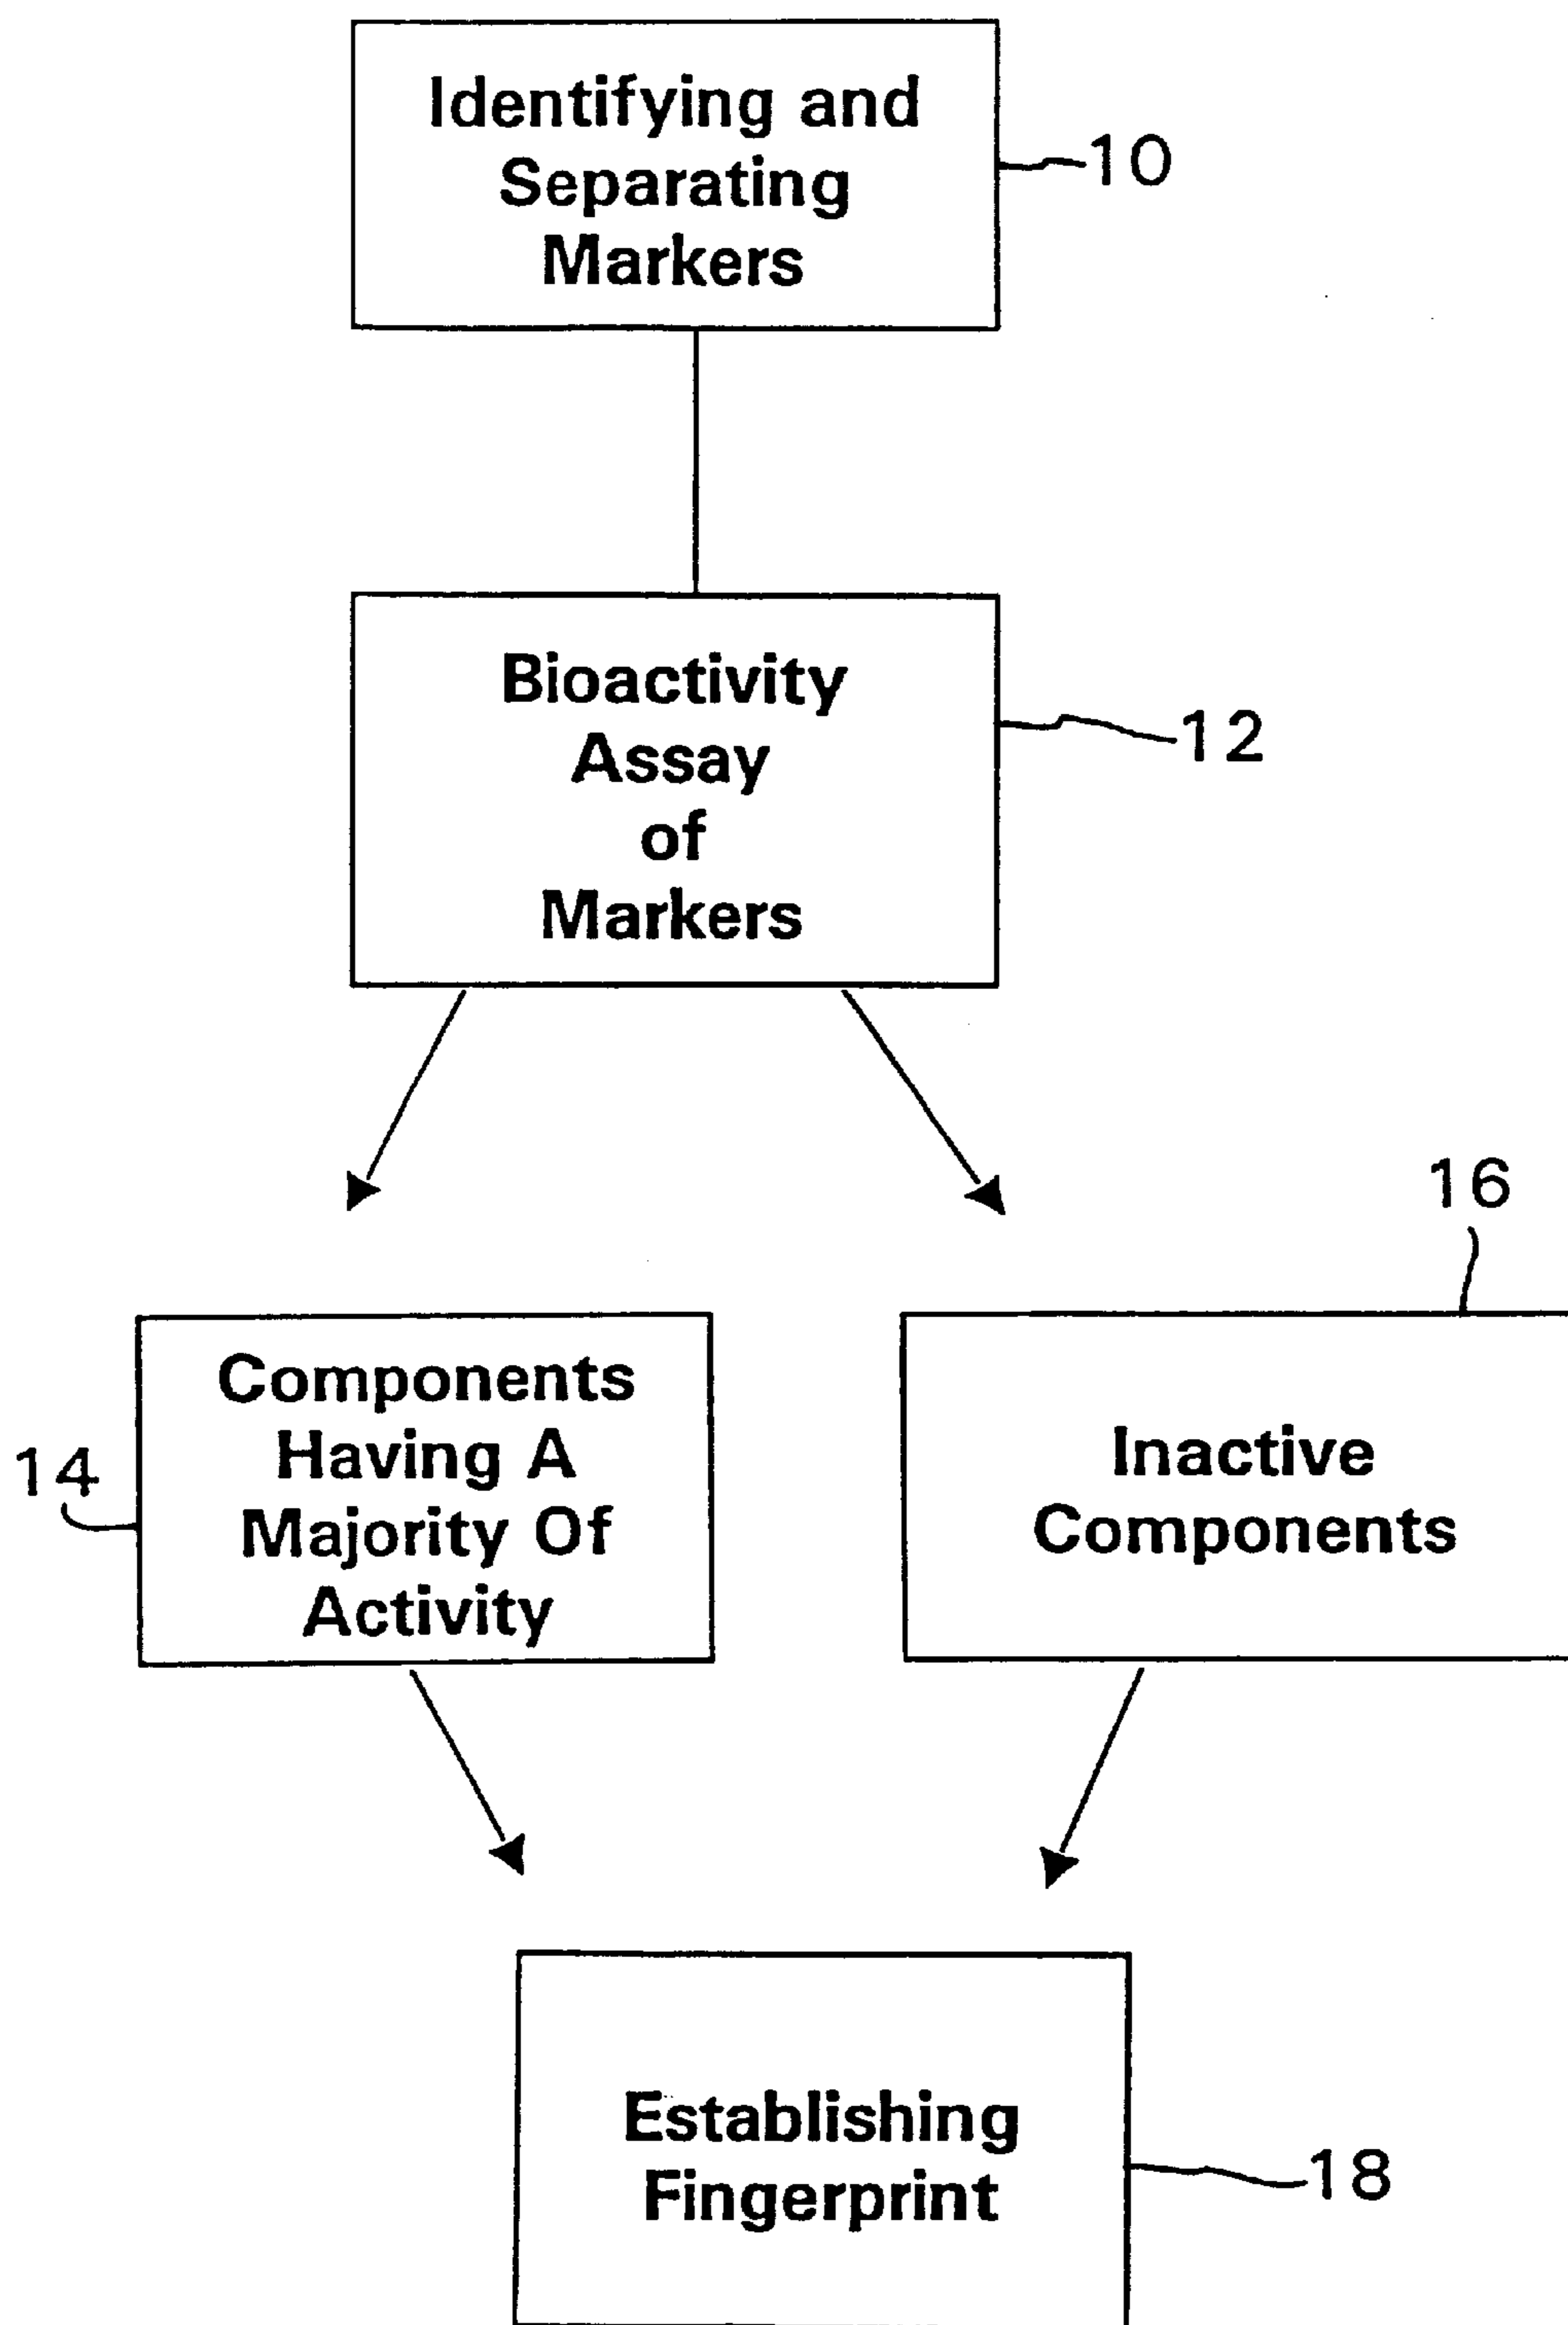 Identifying and
Separating
Markers
10
Bioactivity
Assay
of
Markers
12
16
Components
Having A
Majority Of
Activity
14
Inactive
Components
Establishing
Fingerprint
18